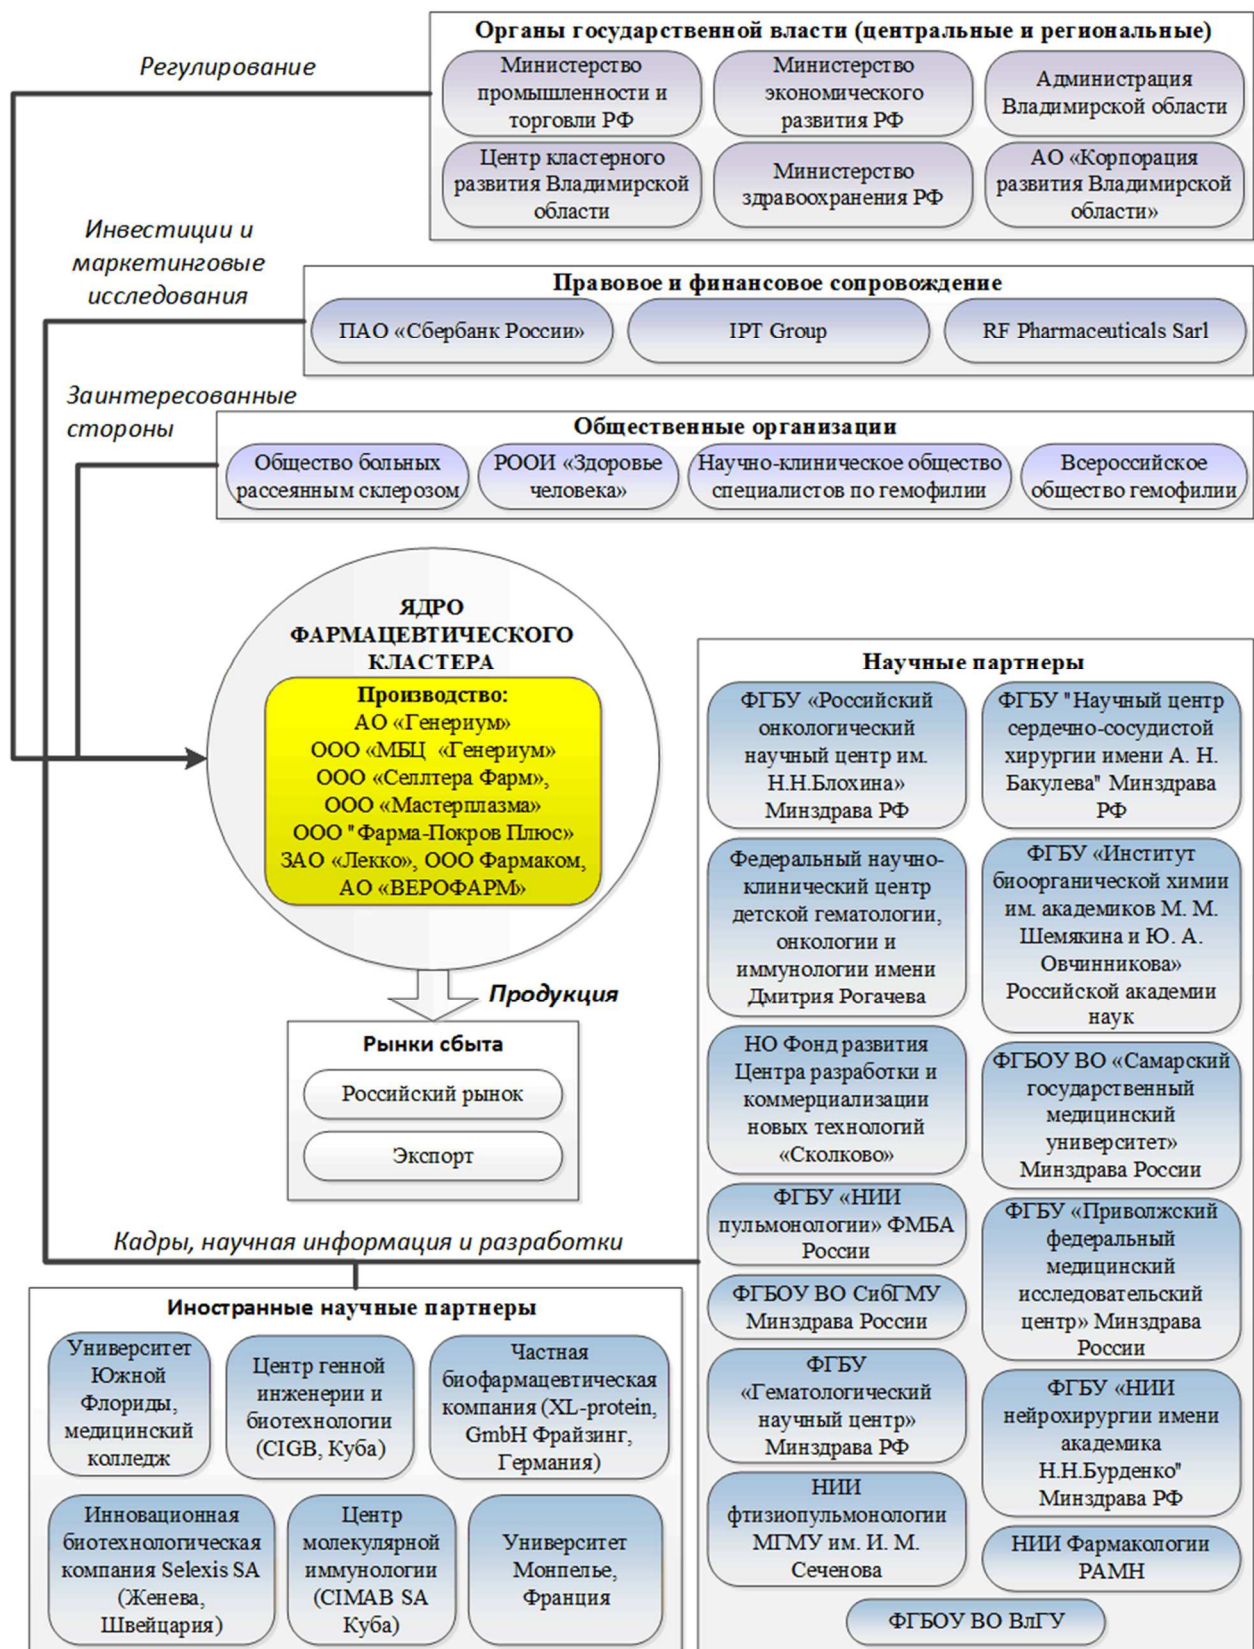 Органы государственной власти (центральные и региональные)
Регулирование
Министерство
промышленности и
торговли РФ
Министерство
экономического
развития РФ
Администрация
Владимирской области
Центр кластерного
развития Владимирской
области
Министерство
здравоохранения РФ
АО «Корпорация
развития Владимирской
области»
Инвестиции и
маркетинговые
исследования
Правовое и финансовое сопровождение
ПАО «Сбербанк России»
IPT Group
RF Pharmaceuticals Sarl
Заинтересованные
стороны
Общественные организации
Общество больных
рассеянным склерозом
РООИ «Здоровье
человека»
Научно-клиническое общество
специалистов по гемофилии
Всероссийское
общество гемофилии
ЯДРО
ФАРМАЦЕВТИЧЕСКОГО
КЛАСТЕРА
Производство:
АО «Генериум»
ООО «МБЦ «Генериум»
ООО «Селлтера Фарм»,
ООО «Мастерплазма»
ООО "Фарма-Покров Плюс»
ЗАО «Лекко», ООО Фармаком,
АО «ВЕРОФАРМ»
Продукция
Рынки сбыта
Российский рынок
Экспорт
Научные партнеры
ФГБУ «Российский
онкологический
научный центр им.
Н.Н.Блохина»
Минздрава РФ
ФГБУ "Научный центр
сердечно-сосудистой
хирургии имени А. Н.
Бакулева" Минздрава
РФ
Федеральный научно-
клинический центр
детской гематологии,
онкологии и
иммунологии имени
Дмитрия Рогачева
ФГБУ «Институт
биоорганической химии
им. академиков М. М.
Шемякина и Ю. А.
Овчинникова»
Российской академии
наук
НО Фонд развития
Центра разработки и
коммерциализации
новых технологий
«Сколково»
ФГБОУ ВО «Самарский
государственный
медицинский
университет»
Минздрава России
ФГБУ «НИИ
пульмонологии» ФМБА
России
ФГБУ «Приволжский
федеральный
медицинский
исследовательский
центр» Минздрава
России
ФГБОУ ВО СибГМУ
Минздрава России
ФГБУ
«Гематологический
научный центр»
Минздрава РФ
ФГБУ «НИИ
нейрохирургии имени
академика
Н.Н.Бурденко"
Минздрава РФ
НИИ
фтизиопульмонологии
МГМУ им. И. М.
Сеченова
НИИ Фармакологии
РАМН
ФГБОУ ВО ВлГУ
Кадры, научная информация и разработки
Иностранные научные партнеры
Университет
Южной
Флориды,
медицинский
колледж
Центр генной
инженерии и
биотехнологии
(CIGB, Куба)
Частная
биофармацевтическая
компания (XL-protein,
GmbH Фрайзинг,
Германия)
Инновационная
биотехнологическая
компания Selexis SA
(Женева,
Швейцария)
Центр
молекулярной
иммунологии
(CIMAB SA
Куба)
Университет
Монпелье,
Франция